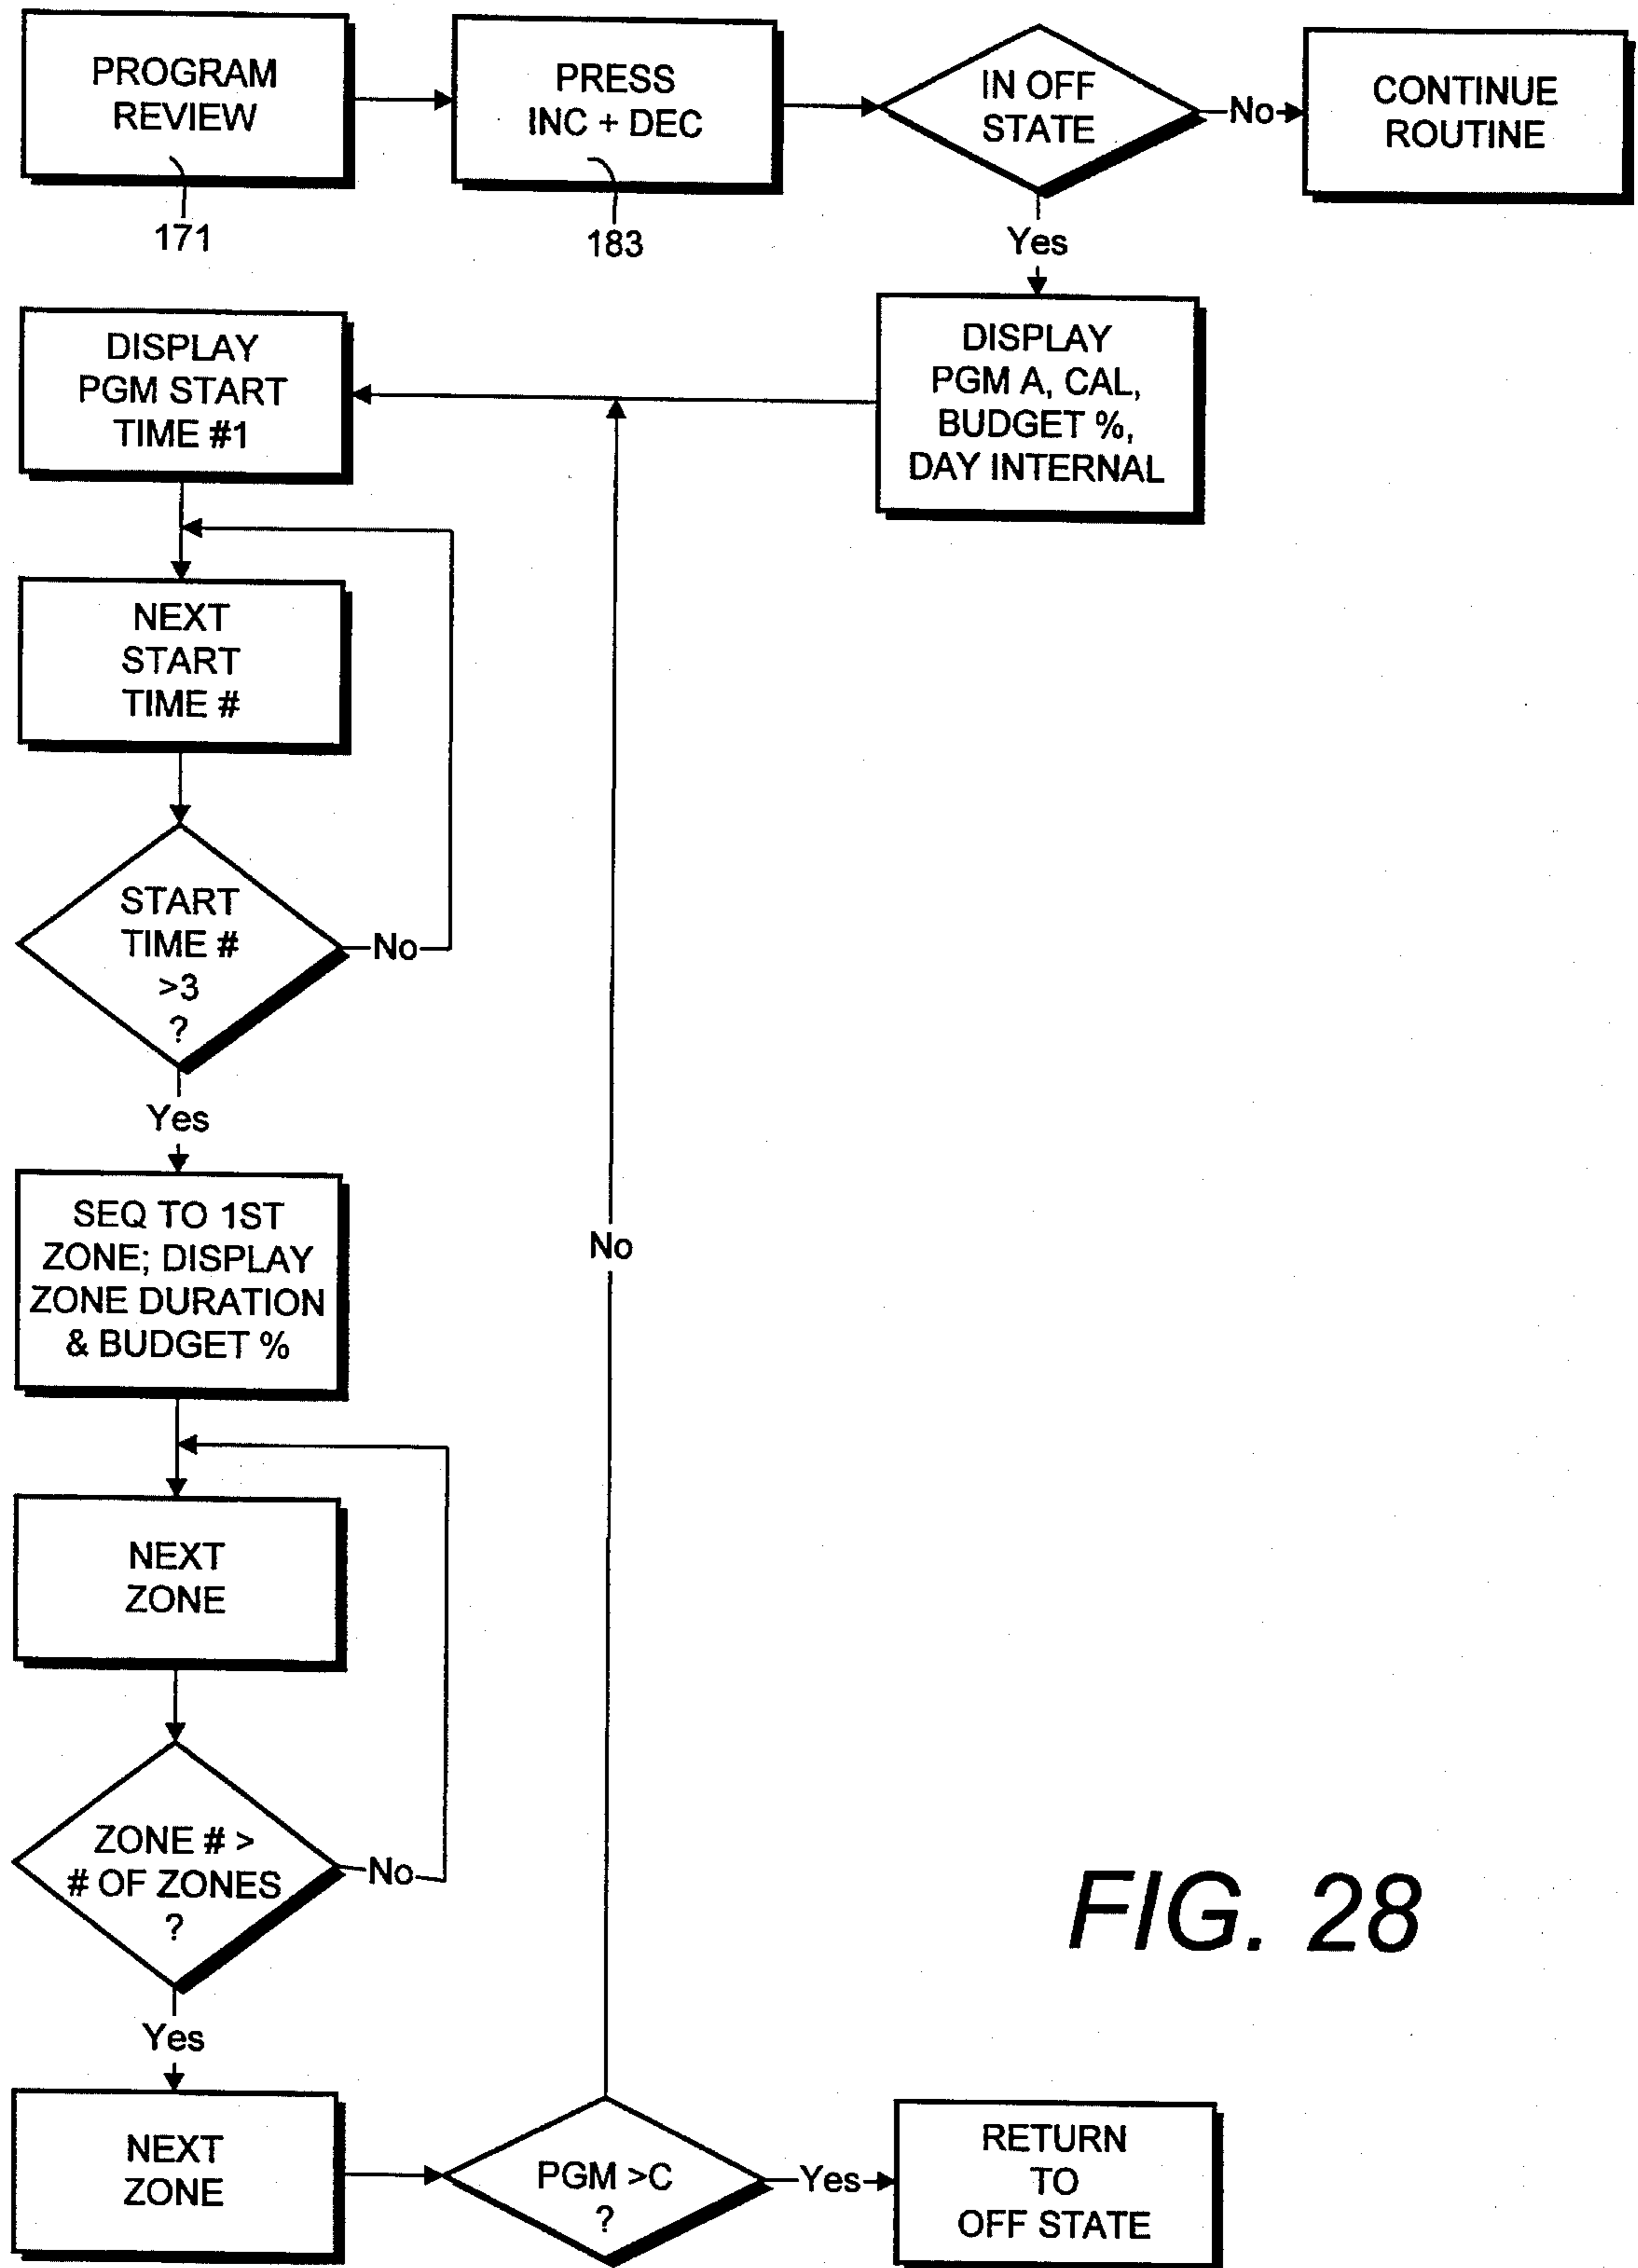 PROGRAM
REVIEW
171
PRESS
INC + DEC
183
IN OFF
STATE
No
CONTINUE
ROUTINE
Yes
DISPLAY
PGM A, CAL,
BUDGET %,
DAY INTERNAL
DISPLAY
PGM START
TIME #1
NEXT
START
TIME #
START
TIME #
>3
?
No
Yes
SEQ TO 1ST
ZONE; DISPLAY
ZONE DURATION
& BUDGET %
No
NEXT
ZONE
ZONE # >
# OF ZONES
?
No
Yes
NEXT
ZONE
PGM >C
?
Yes
RETURN
TO
OFF STATE
FIG. 28